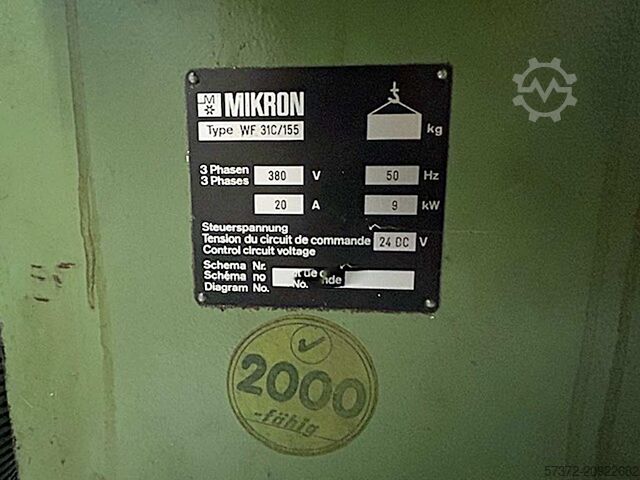 M MIKRON
Type WF 31C/155
kg
3 Phasen
3 Phases
380 V
50 Hz
20 A
9 kW
Steuerspannung
Tension du circuit de commande 24 DC V
Control circuit voltage
Schema Nr.
Schéma no
Diagram No.
No.
2000
-fähig
57372-20922682